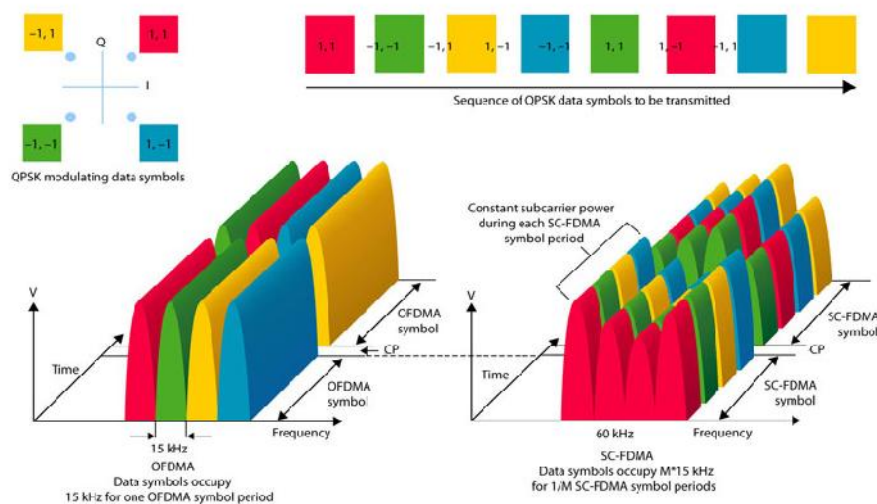 -1, 1
Q
1, 1
I
-1, -1
1, -1
QPSK modulating data symbols
1, 1
-1, -1
-1, 1
1, -1
-1, -1
1, 1
1, -1
-1, 1
Sequence of QPSK data symbols to be transmitted
Constant subcarrier power
during each SC-FDMA
symbol period
V
Time
OFDMA
symbol
CP
OFDMA
symbol
15 kHz
Frequency
OFDMA
Data symbols occupy
15 kHz for one OFDMA symbol period
V
Time
SC-FDMA
symbol
CP
SC-FDMA
symbol
60 kHz
Frequency
SC-FDMA
Data symbols occupy M*15 kHz
for 1/M SC-FDMA symbol periods